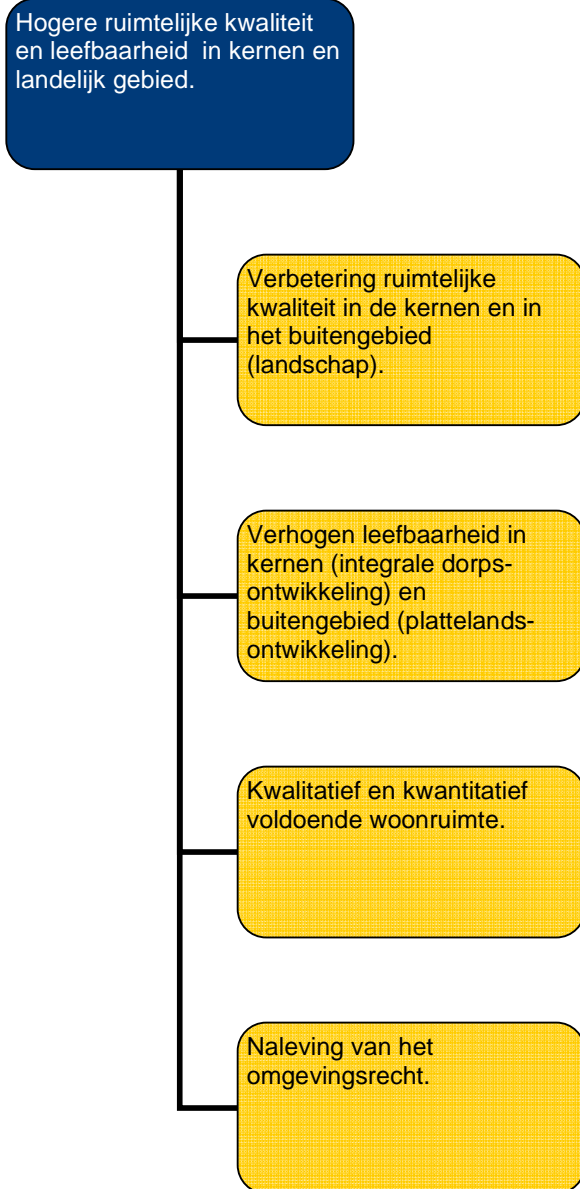 Hogere ruimtelijke kwaliteit
en leefbaarheid in kernen en
landelijk gebied.
Verbetering ruimtelijke
kwaliteit in de kernen en in
het buitengebied
(landschap).
Verhogen leefbaarheid in
kernen (integrale dorps-
ontwikkeling) en
buitengebied (plattelands-
ontwikkeling).
Kwalitatief en kwantitatief
voldoende woonruimte.
Naleving van het
omgevingsrecht.